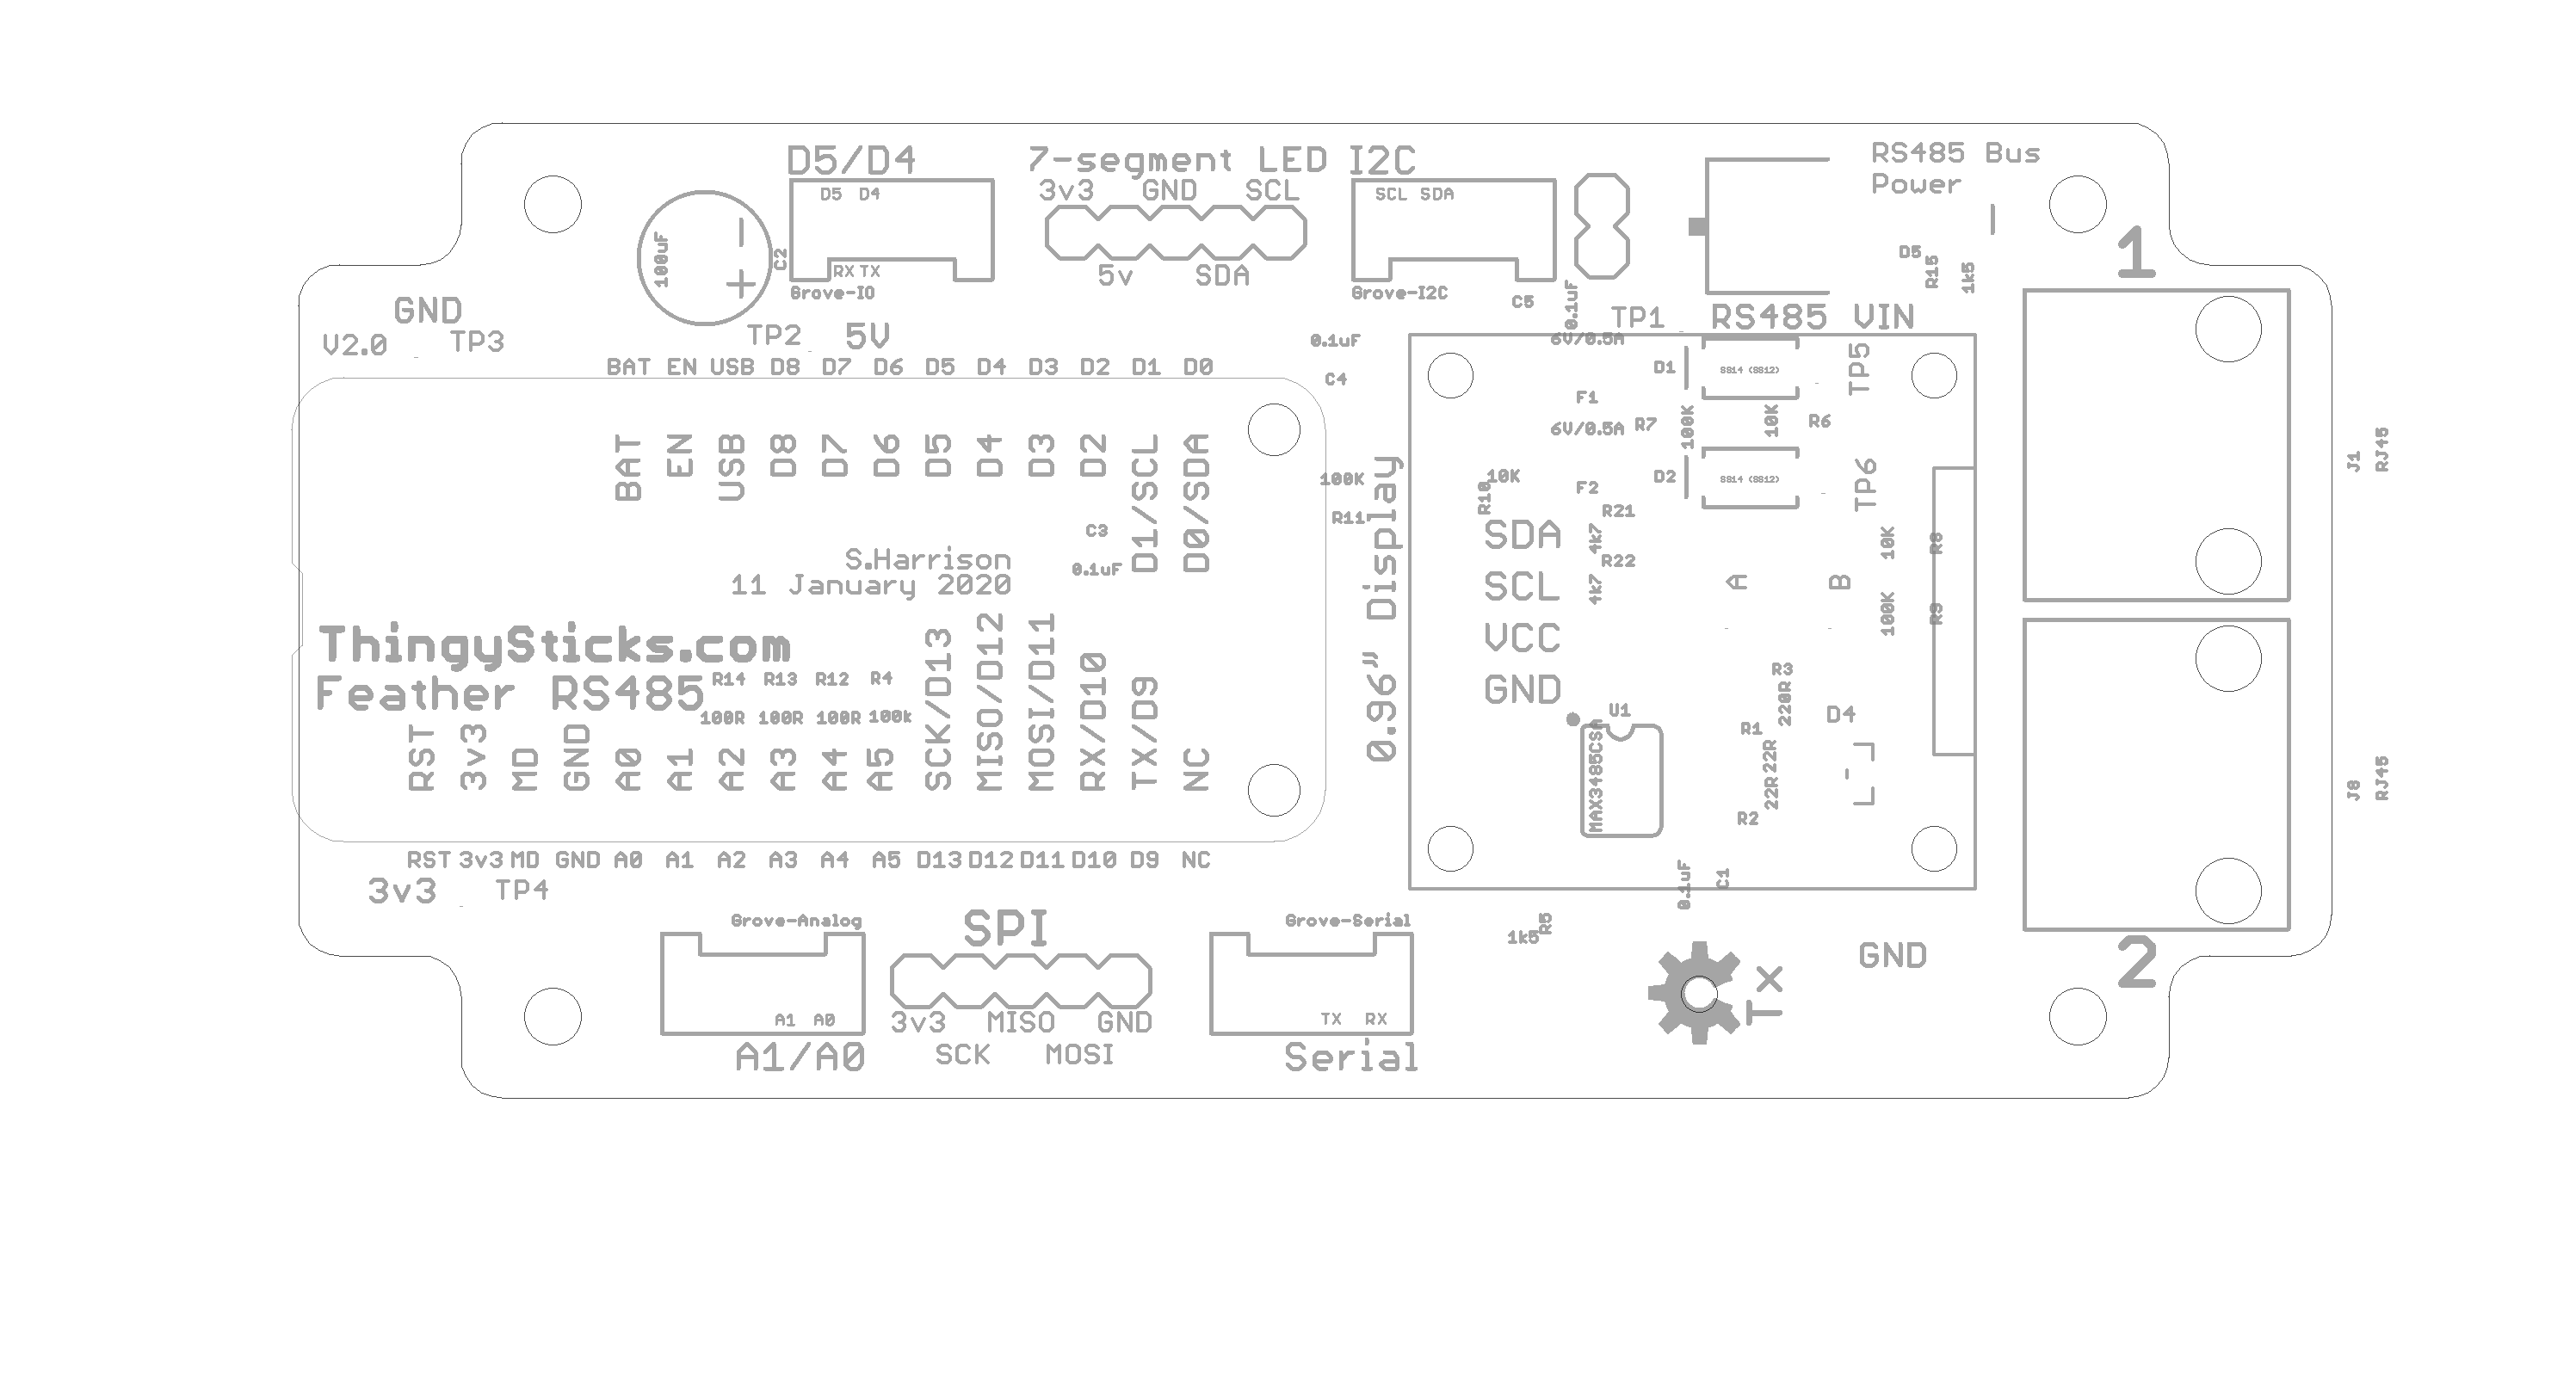 D5/D4
7-segment LED
I2C
RS485 Bus
Power
3v3 GND SCL
D5 D4
SCL SDA
1
100uF
C2
RX TX
5v SDA
D5
R15
1k5
Grove-IO
Grove-I2C
C5
0.1uF
GND
V2.0
TP3
TP2
5V
TP1
RS485 VIN
0.1uF
6V/0.5A
BAT EN USB D8 D7 D6 D5 D4 D3 D2 D1 D0
C4
D1
SS14 (SS12)
TP5
F1
6V/0.5A
R7
100K
10K
R6
BAT
EN
USB
D8
D7
D6
D5
D4
D3
D2
D1/SCL
D0/SDA
100K
R11
0.96" Display
R10
10K
F2
D2
SS14 (SS12)
TP6
J1
RJ45
R21
4k7
SDA
C3
0.1uF
S.Harrison
11 January 2020
R22
4k7
SCL
A
B
10K
R8
100K
R9
VCC
GND
ThingySticks.com
Feather RS485
R14 R13 R12 R4
100R 100R 100R 100k
RST
3v3
MD
GND
A0
A1
A2
A3
A4
A5
SCK/D13
MISO/D12
MOSI/D11
RX/D10
TX/D9
NC
U1
MAX3485CSA
R3
220R
R1
22R
22R
R2
D4
J8
RJ45
RST 3v3 MD GND A0 A1 A2 A3 A4 A5 D13 D12 D11 D10 D9 NC
3v3
TP4
0.1uF
C1
Grove-Analog
SPI
Grove-Serial
1k5
R5
GND
2
Tx
A1 A0
3v3 MISO GND
TX RX
A1/A0
SCK MOSI
Serial